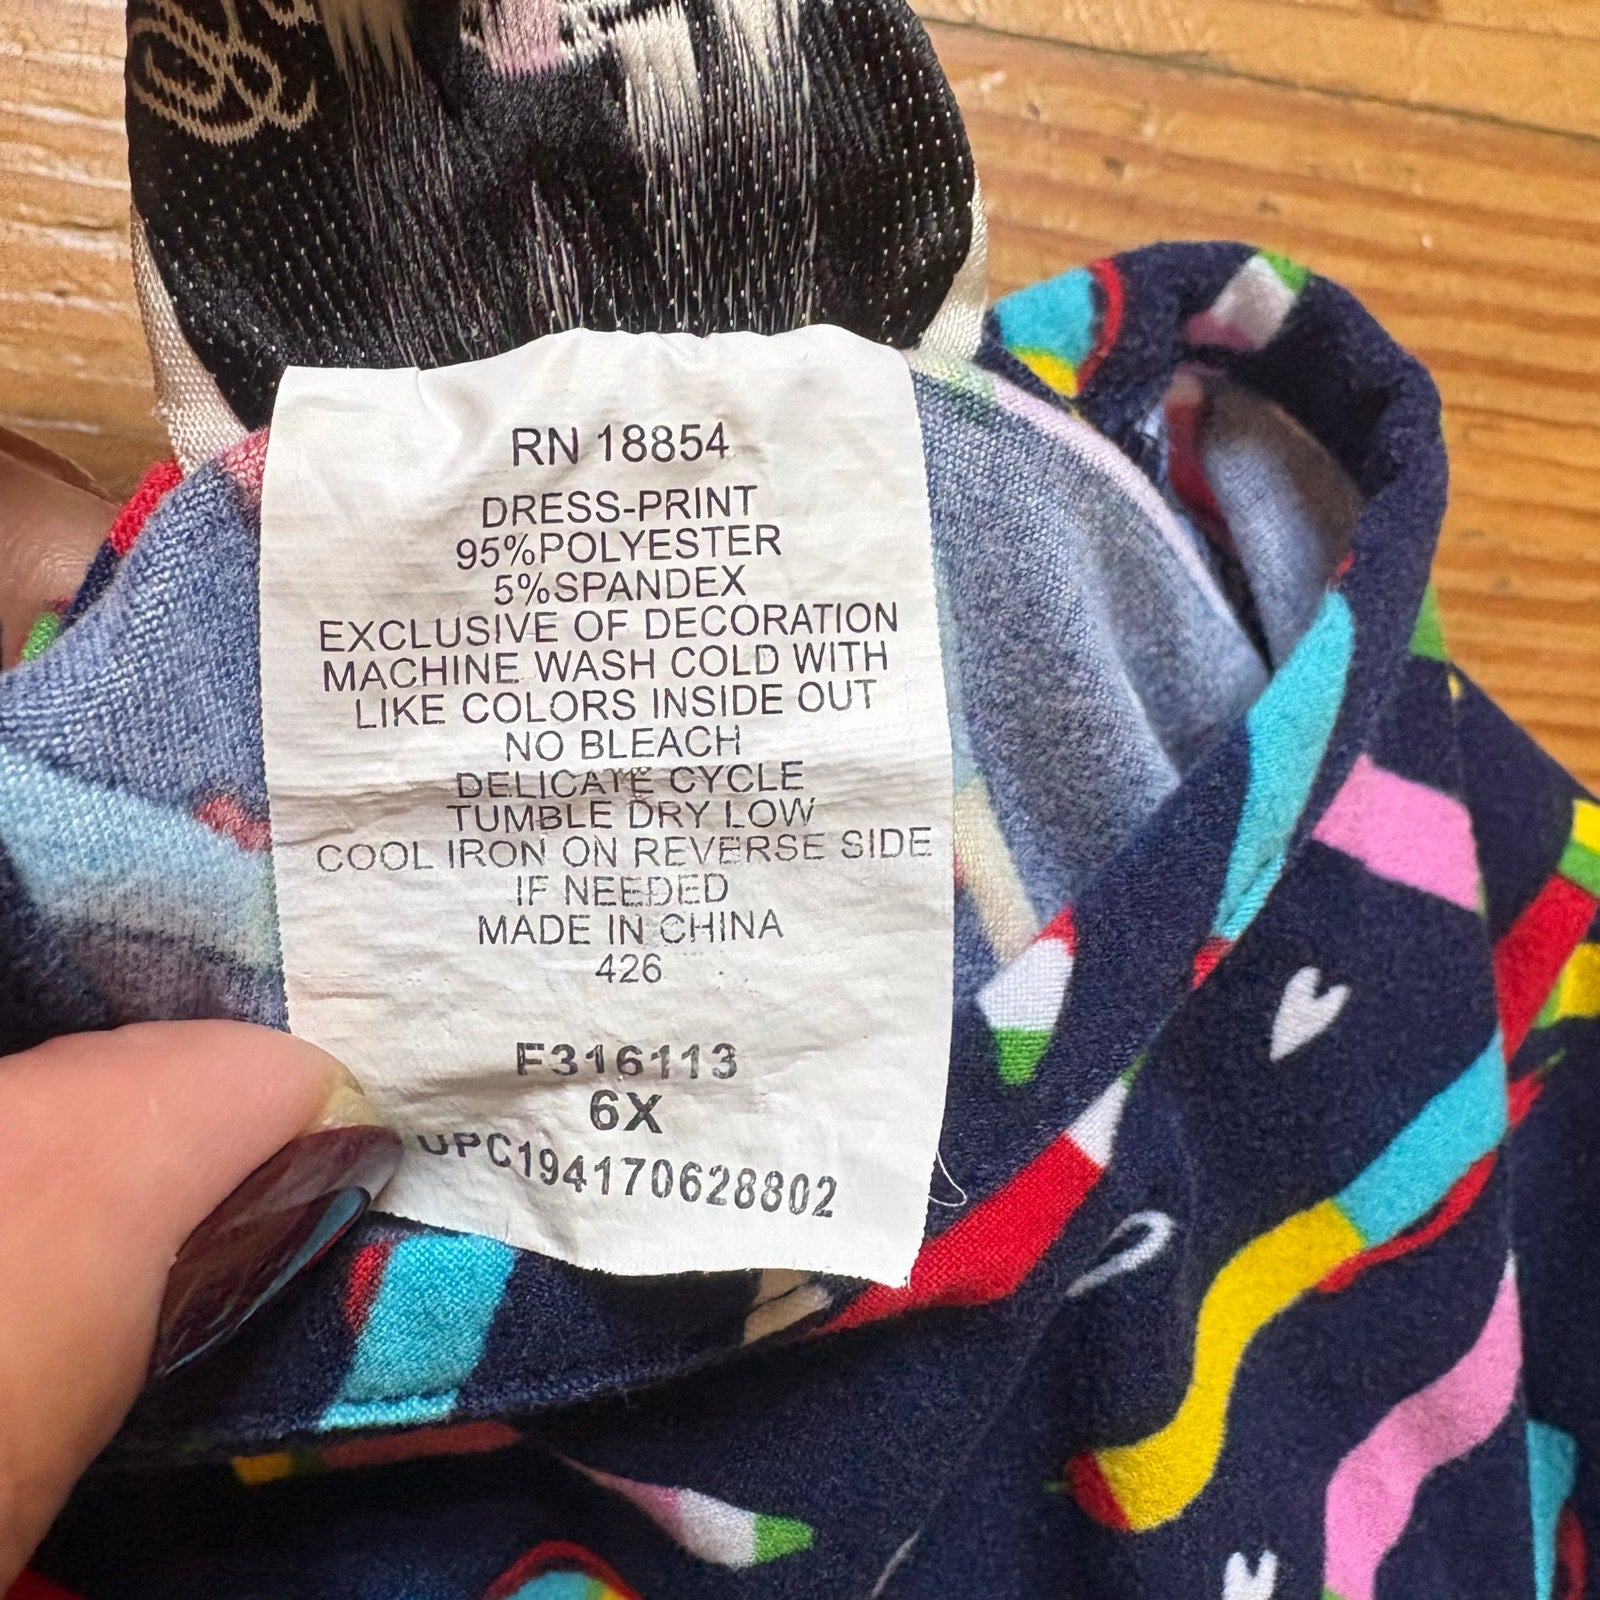 RN 18854
DRESS-PRINT
95%POLYESTER
5%SPANDEX
EXCLUSIVE OF DECORATION
MACHINE WASH COLD WITH
LIKE COLORS INSIDE OUT
NO BLEACH
DELICATE CYCLE
TUMBLE DRY LOW
COOL IRON ON REVERSE SIDE
IF NEEDED
MADE IN CHINA
426
F316113
6X
UPC194170628802